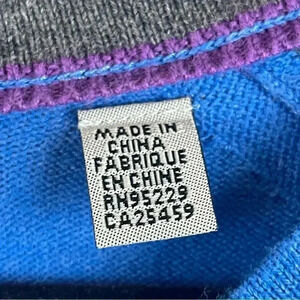 MADE IN
CHINA
FABRIQUE
EN CHINE
RN95229
CA25459